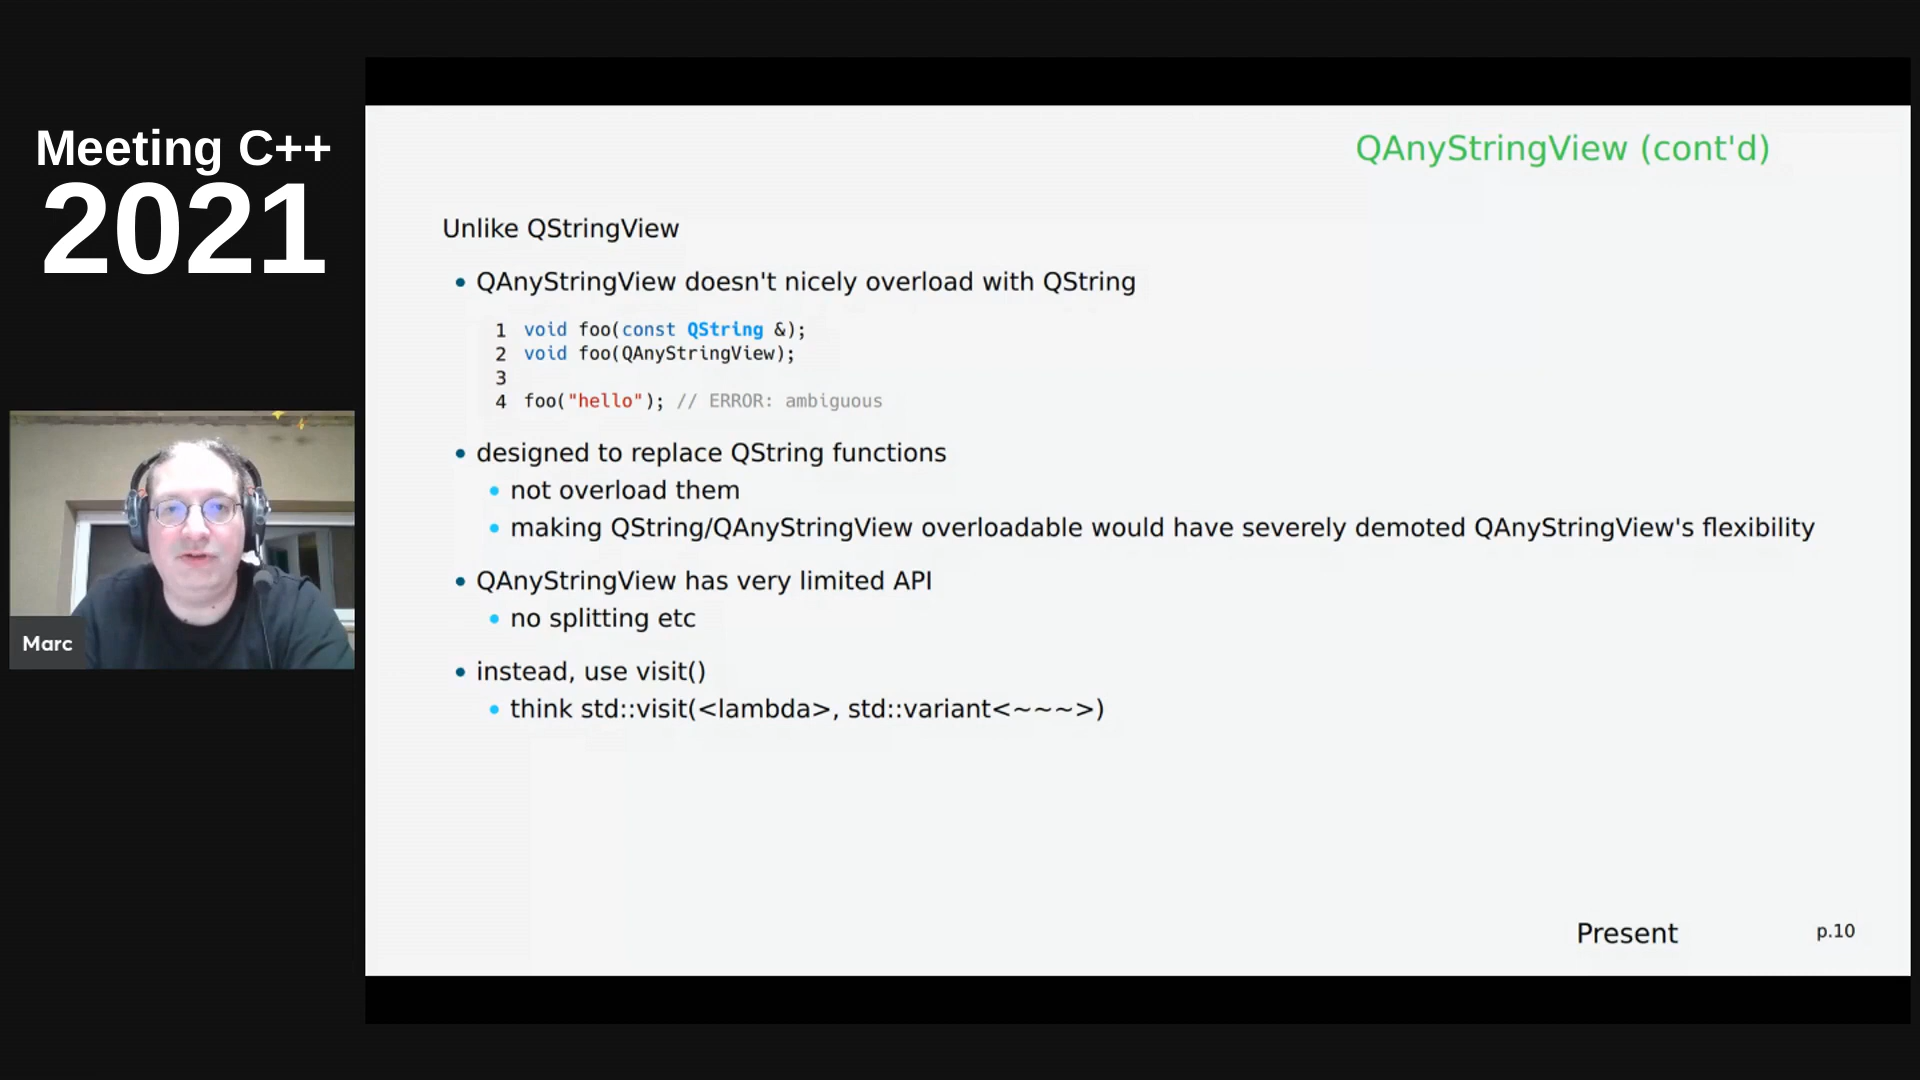 Meeting C++
2021
Marc
QAnyStringView (cont'd)
Unlike QStringView
• QAnyStringView doesn't nicely overload with QString
1 void foo(const QString &);
2 void foo(QAnyStringView);
3
4 foo("hello"); // ERROR: ambiguous
• designed to replace QString functions
• not overload them
• making QString/QAnyStringView overloadable would have severely demoted QAnyStringView's flexibility
• QAnyStringView has very limited API
• no splitting etc
• instead, use visit()
• think std::visit(<lambda>, std::variant<~~~>)
Present
p.10